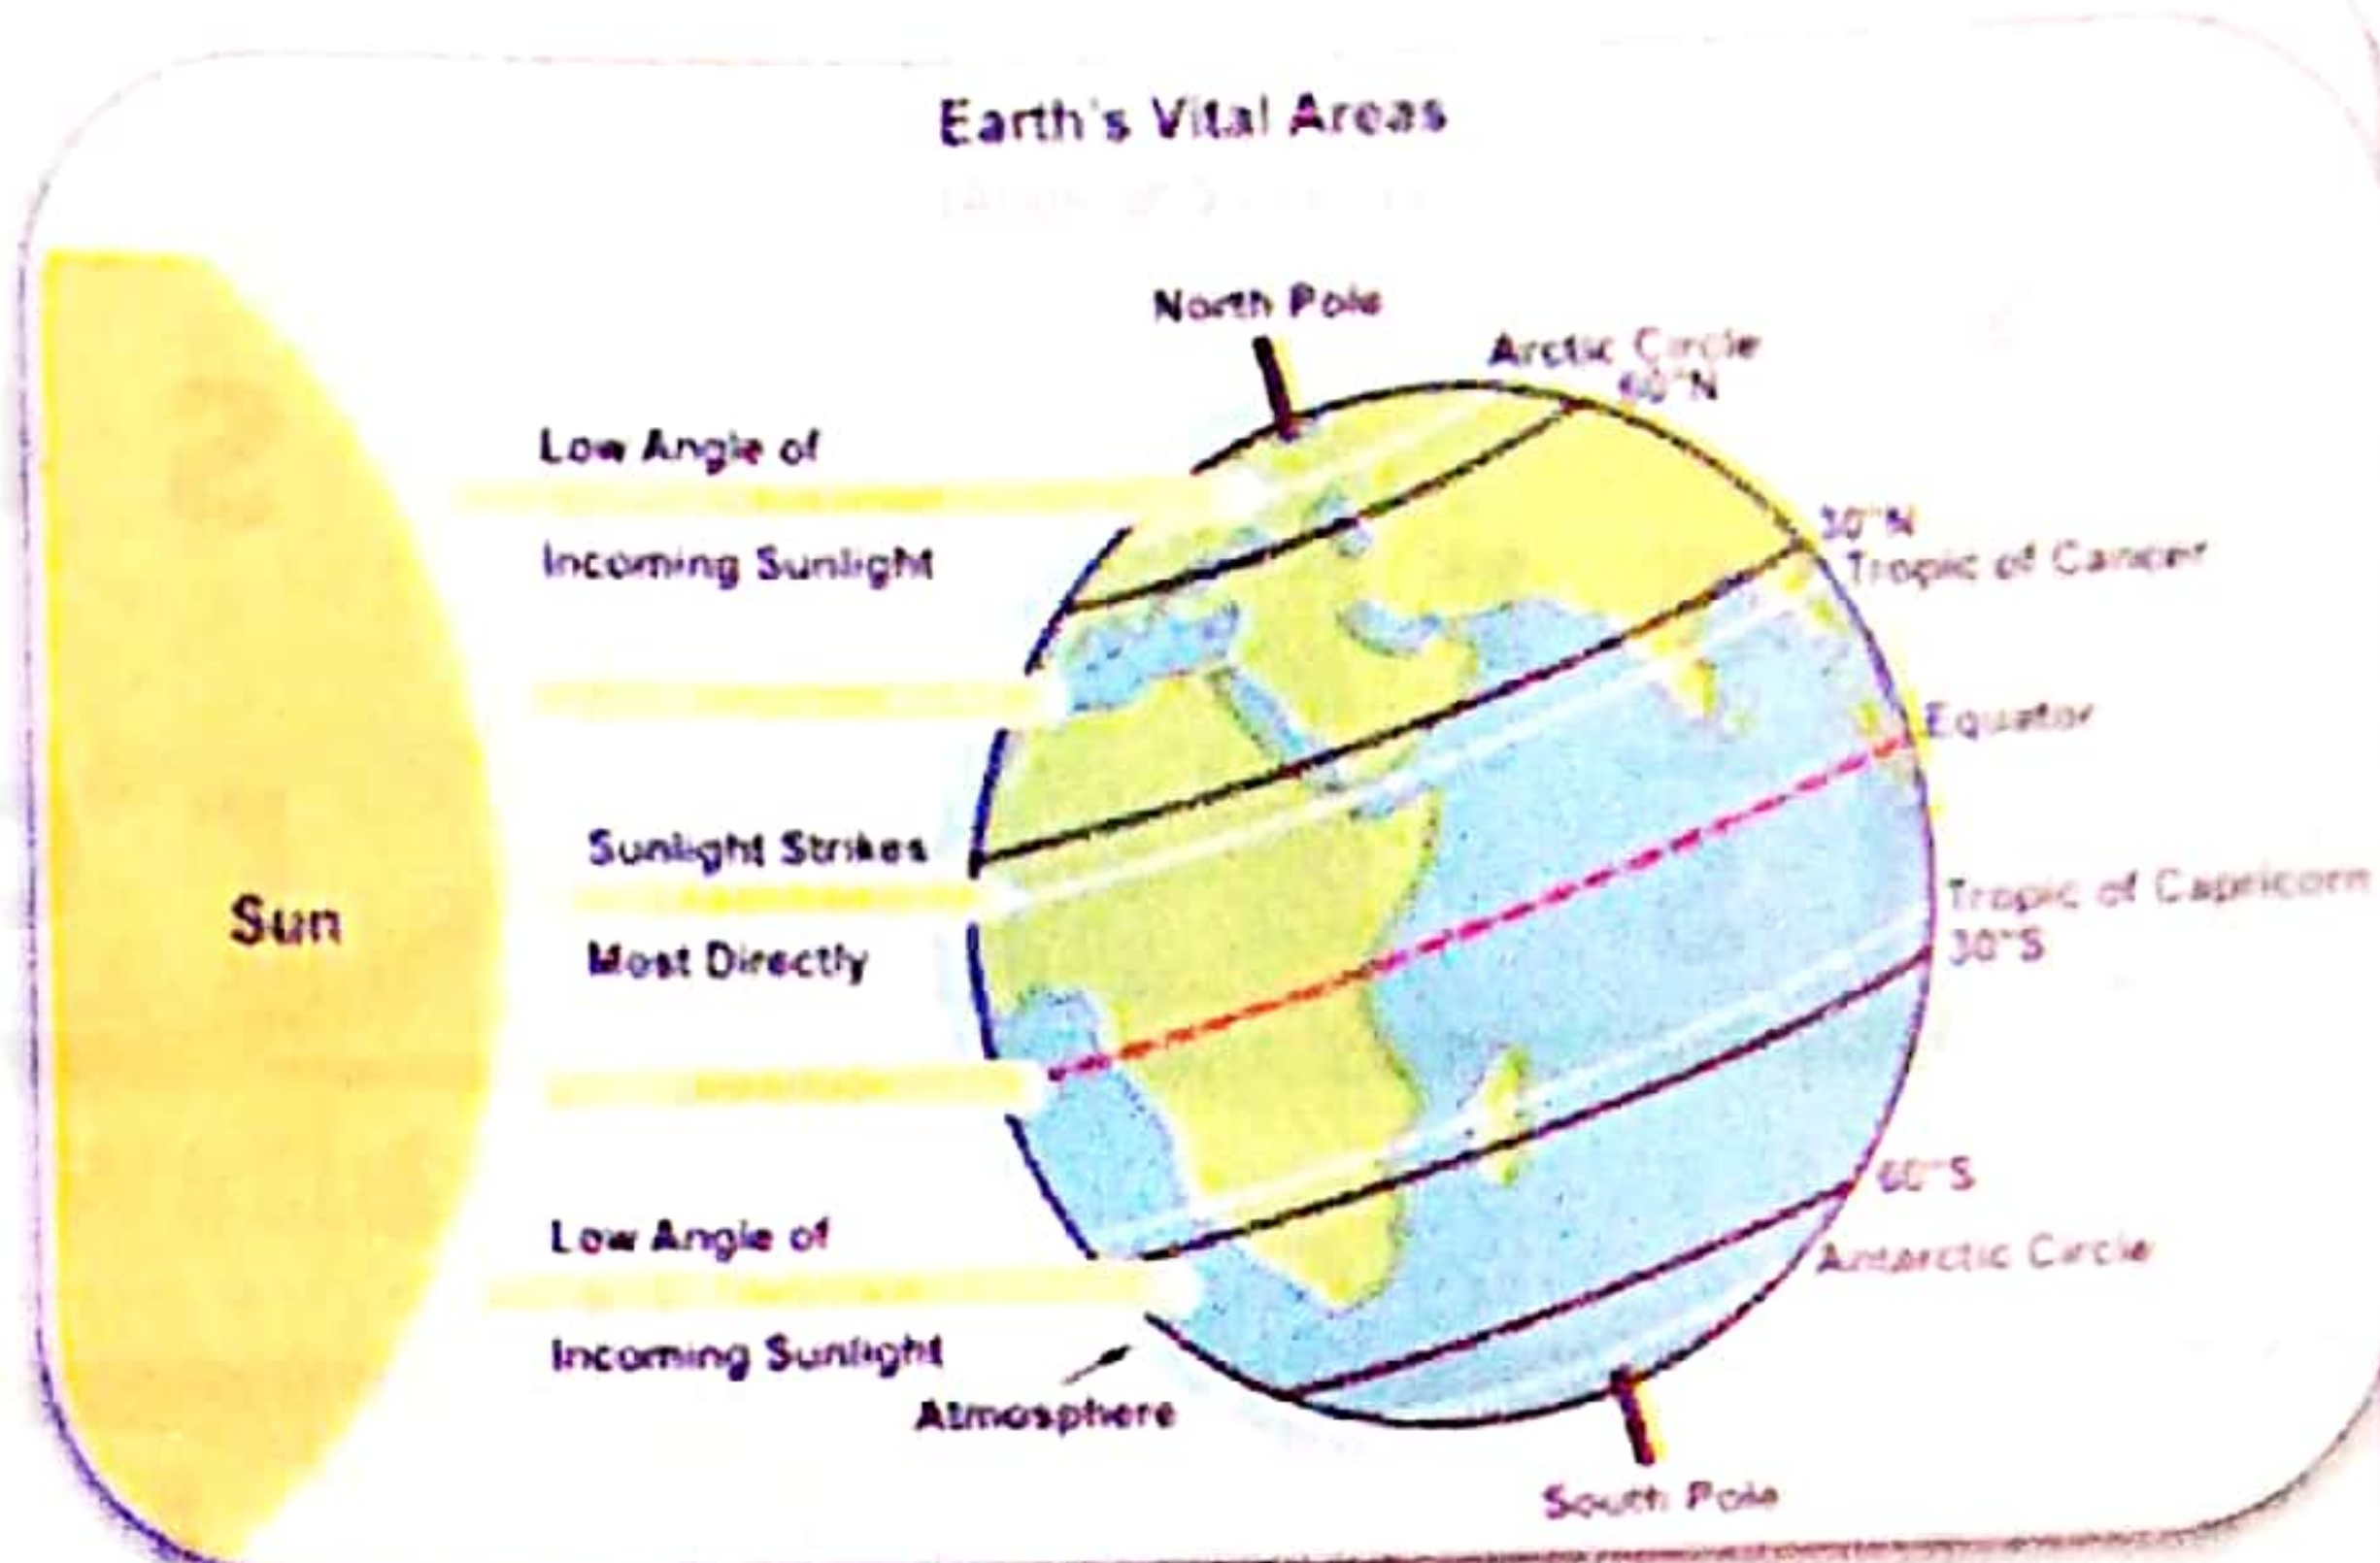 Earth's Vital Areas
North Pole
Arctic Circle
60°N
Low Angle of
Incoming Sunlight
30°N
Tropic of Cancer
Equator
Sunlight Strikes
Most Directly
Sun
Tropic of Capricorn
30°S
60°S
Low Angle of
Incoming Sunlight
Antarctic Circle
Atmosphere
South Pole